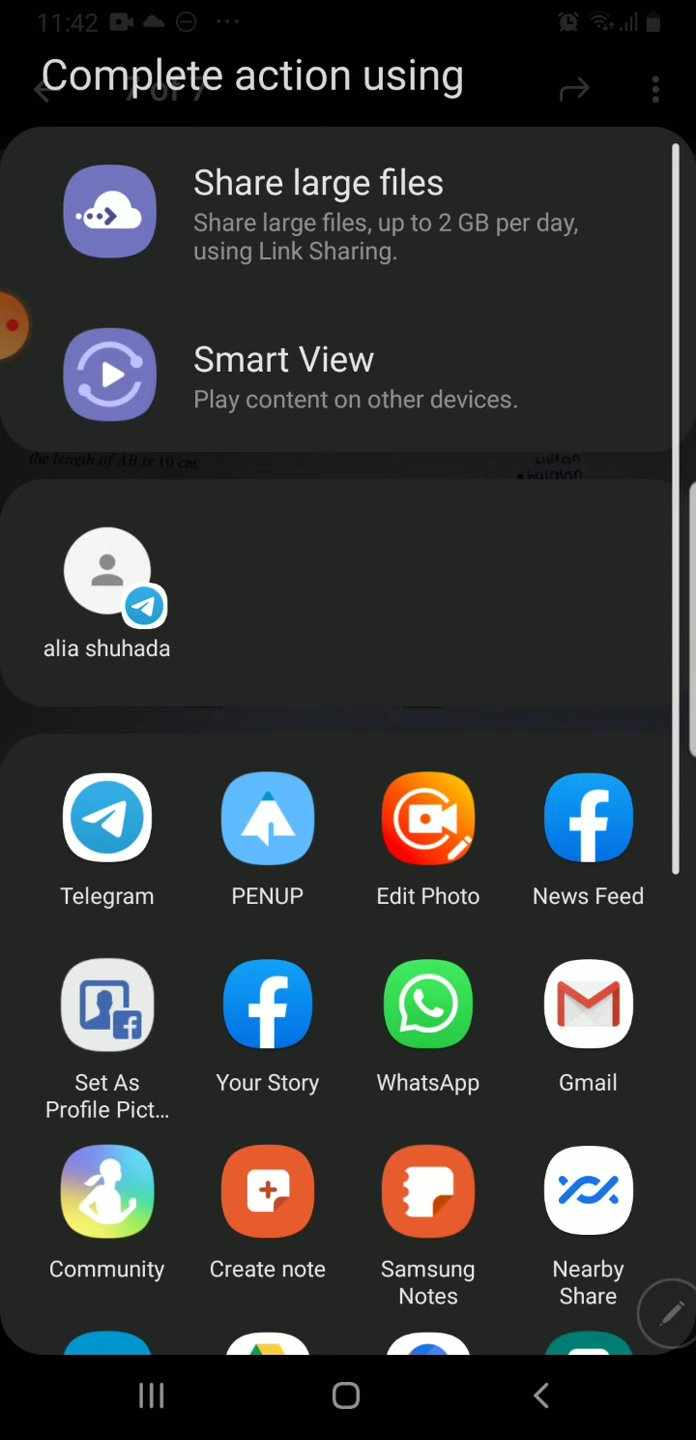 11:42
7 of 7
Complete action using
Share large files
Share large files, up to 2 GB per day,
using Link Sharing.
Smart View
Play content on other devices.
the length of AB is 10 cm.
alia shuhada
Telegram
PENUP
Edit Photo
News Feed
Set As
Profile Pict...
Your Story
WhatsApp
Gmail
Community
Create note
Samsung
Notes
Nearby
Share